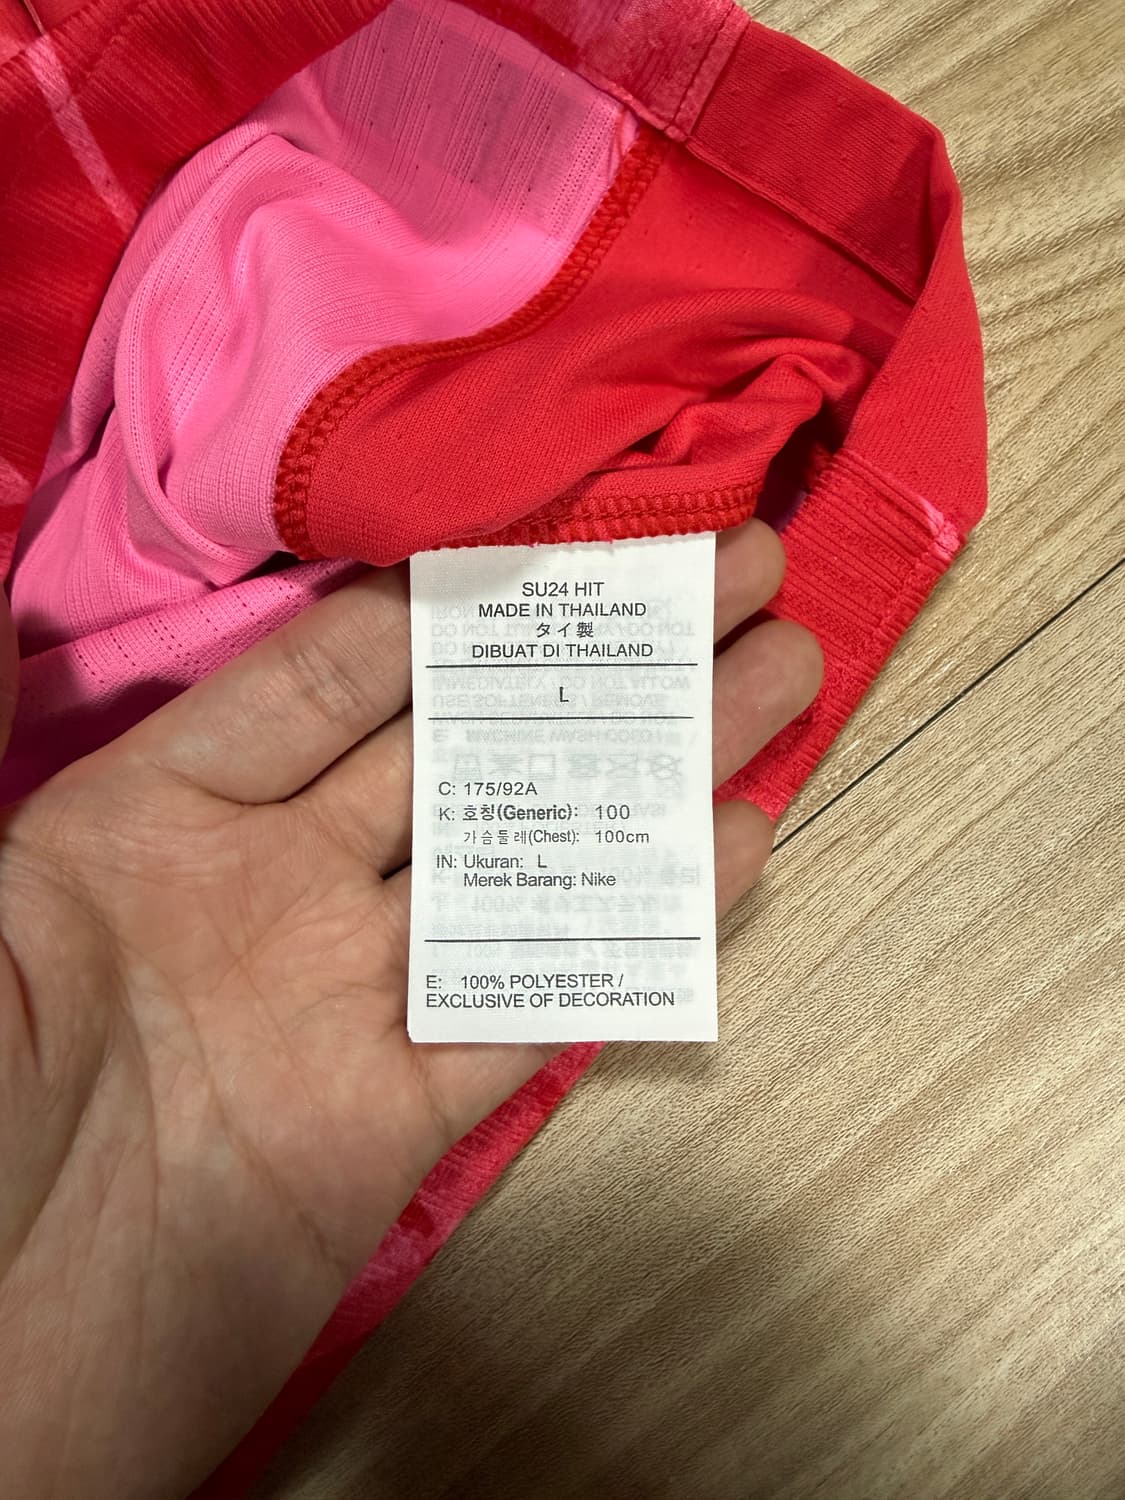 SU24 HIT
MADE IN THAILAND
タイ製
DIBUAT DI THAILAND
L
C: 175/92A
K: 호칭(Generic): 100
가슴둘레(Chest): 100cm
IN: Ukuran: L
Merek Barang: Nike
E: 100% POLYESTER /
EXCLUSIVE OF DECORATION